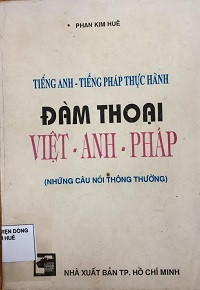 PHAN KIM HUÊ
TIẾNG ANH - TIẾNG PHÁP THỰC HÀNH
ĐÀM THOẠI
VIỆT - ANH - PHÁP
(NHỮNG CÂU NÓI THÔNG THƯỜNG)
NHÀ XUẤT BẢN TP. HỒ CHÍ MINH